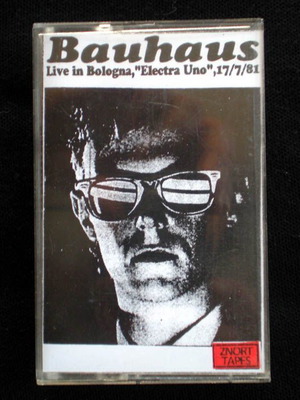 Bauhaus
Live in Bologna,"Electra Uno",17/7/81
ZNORT
TAPES